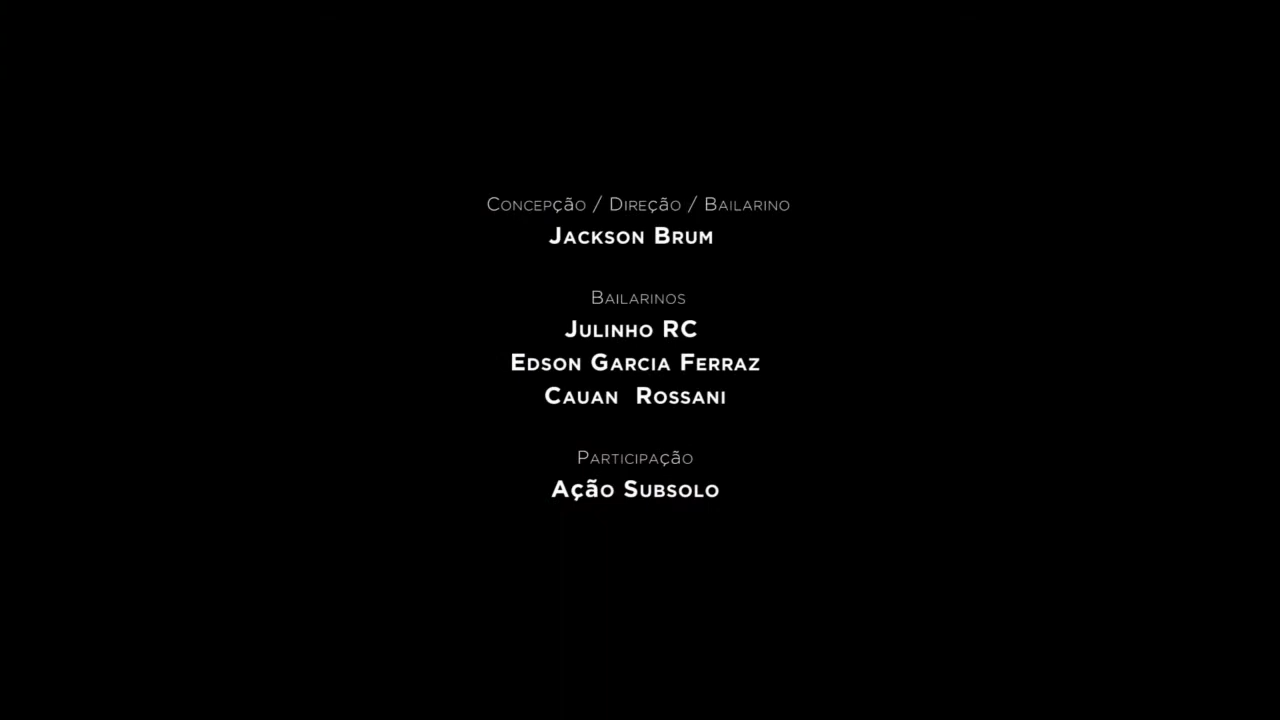 Concepção / Direção / Bailarino
Jackson Brum
Bailarinos
Julinho RC
Edson Garcia Ferraz
Cauan Rossani
Participação
Ação Subsolo